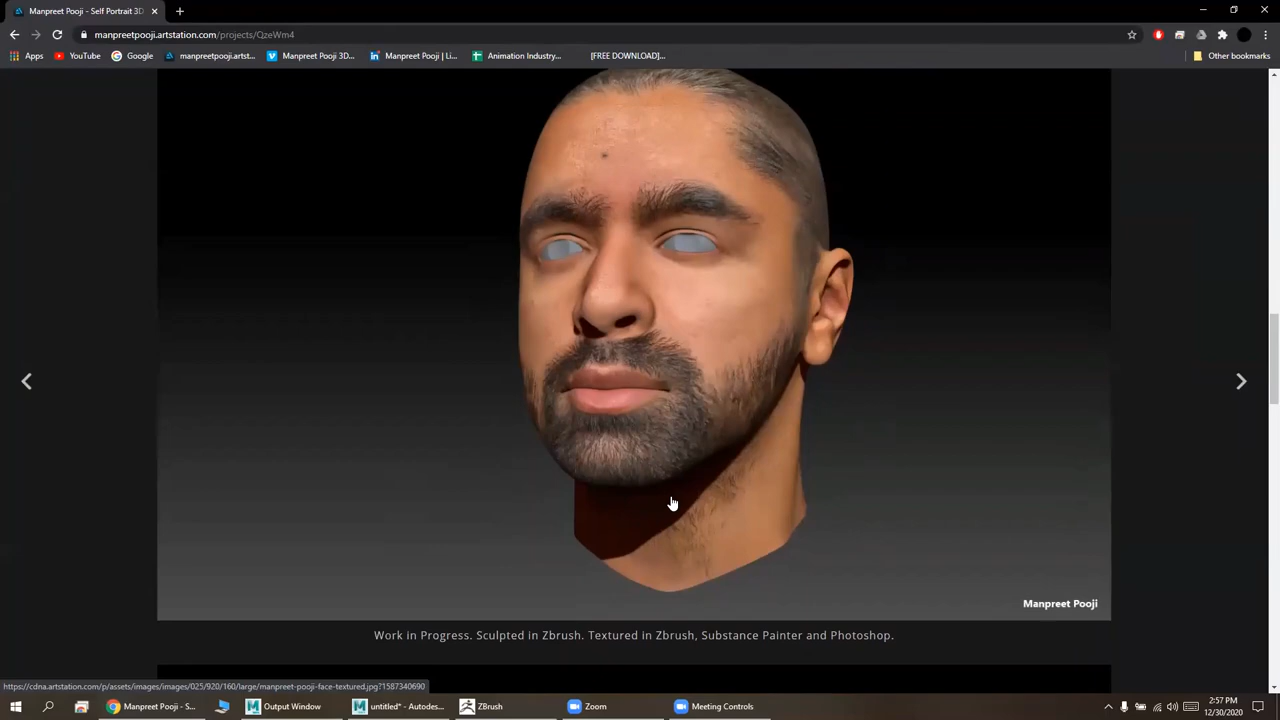 Manpreet Pooji - Self Portrait 3D
manpreetpooji.artstation.com/projects/QzeWm4
Apps
YouTube
Google
manpreetpooji.artst...
Manpreet Pooji 3D...
Manpreet Pooji | Li...
Animation Industry...
[FREE DOWNLOAD]...
Other bookmarks
Manpreet Pooji
Work in Progress. Sculpted in Zbrush. Textured in Zbrush, Substance Painter and Photoshop.
https://cdna.artstation.com/p/assets/images/images/025/920/160/large/manpreet-pooji-face-textured.jpg?1587340690
Manpreet Pooji - S...
Output Window
untitled* - Autodes...
ZBrush
Zoom
Meeting Controls
2:57 PM
12/30/2020